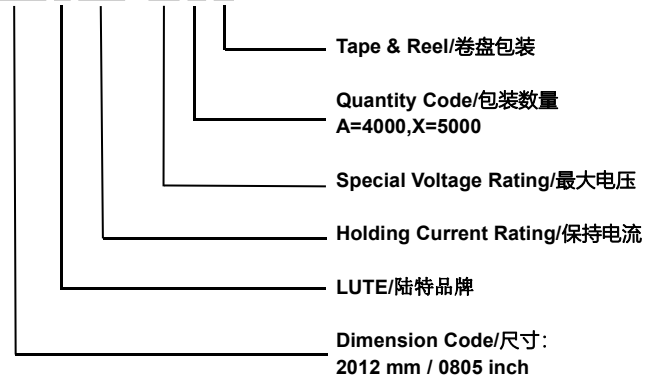 Tape & Reel/卷盘包装
Quantity Code/包装数量
A=4000,X=5000
Special Voltage Rating/最大电压
Holding Current Rating/保持电流
LUTE/陆特品牌
Dimension Code/尺寸：
2012 mm / 0805 inch